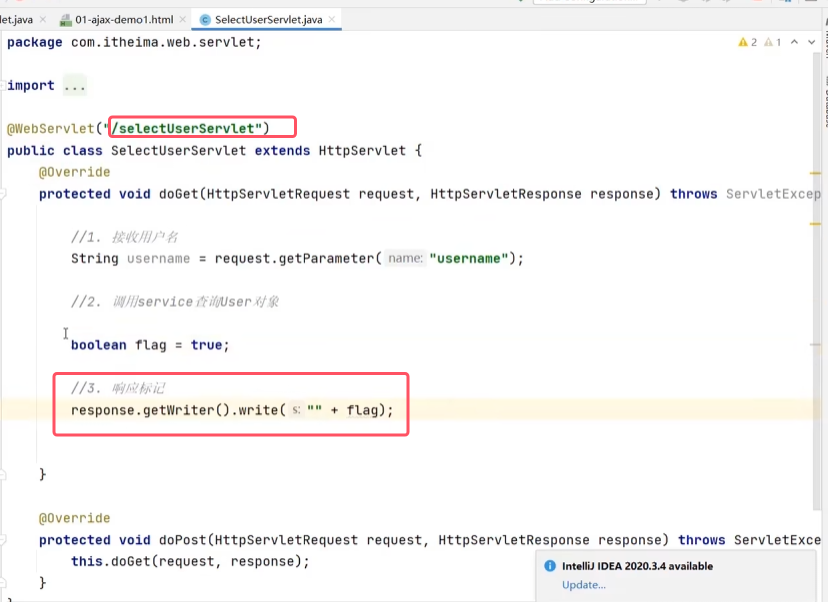 let.java
01-ajax-demo1.html
SelectUserServlet.java
package com.itheima.web.servlet;
2
1
import ...
@WebServlet("/selectUserServlet")
public class SelectUserServlet extends HttpServlet {
@Override
protected void doGet(HttpServletRequest request, HttpServletResponse response) throws ServletExcep
//1. 接收用户名
String username = request.getParameter( name: "username");
//2. 调用service查询User对象
boolean flag = true;
//3. 响应标记
response.getWriter().write( s: "" + flag);
}
@Override
protected void doPost(HttpServletRequest request, HttpServletResponse response) throws ServletExce
this.doGet(request, response);
}
IntelliJ IDEA 2020.3.4 available
Update...